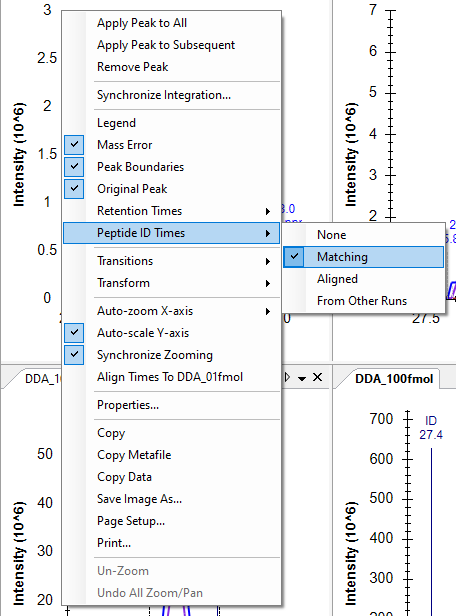 3
2.5
2
1.5
1
0.5
0
Intensity (10^6)
2
3.0
0
Apply Peak to All
Apply Peak to Subsequent
Remove Peak
Synchronize Integration...
Legend
Mass Error
Peak Boundaries
Original Peak
Retention Times
Peptide ID Times
Transitions
Transform
Auto-zoom X-axis
Auto-scale Y-axis
Synchronize Zooming
Align Times To DDA_01fmol
Properties...
Copy
Copy Metafile
Copy Data
Save Image As...
Page Setup...
Print...
Un-Zoom
Undo All Zoom/Pan
None
Matching
Aligned
From Other Runs
7
6
5
4
3
2
Intensity (10^6)
27.5
DDA_10
50
40
30
20
Intensity (10^6)
DDA_100fmol
700
600
500
400
300
200
Intensity (10^6)
ID
27.4